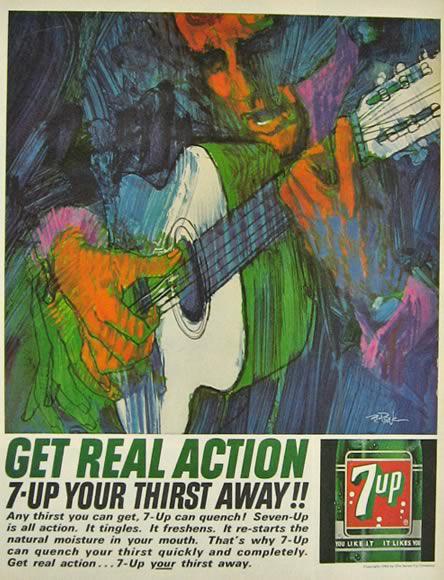 GET REAL ACTION
7-UP YOUR THIRST AWAY!!
Any thirst you can get, 7-Up can quench! Seven-Up
is all action. It tingles. It freshens. It re-starts the
natural moisture in your mouth. That's why 7-Up
can quench your thirst quickly and completely.
Get real action... 7-Up your thirst away.
7up
YOU LIKE IT IT LIKES YOU